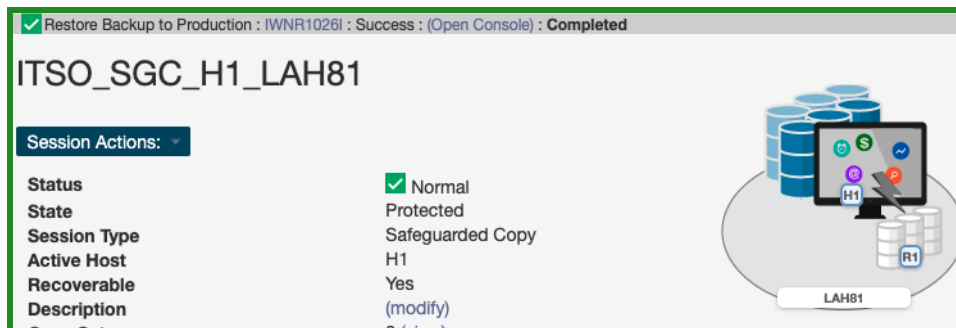 Restore Backup to Production : IWNR1026I : Success : (Open Console) : Completed
ITSO_SGC_H1_LAH81
Session Actions:
Status Normal
State Protected
Session Type Safeguarded Copy
Active Host H1
Recoverable Yes
Description (modify)
H1
R1
LAH81